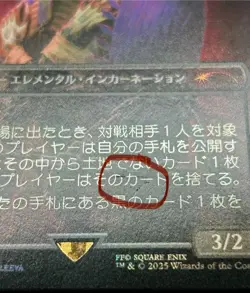 エレメンタル・インカーネーション
場に出たとき、対戦相手1人を対象
のプレイヤーは自分の手札を公開す
はその中から土地でないカード1枚
プレイヤーはそのカードを捨てる。
たの手札にある黒のカード1枚を
3/2
LEEVA
FP© SQUARE ENIX
™ & © 2025 Wizards of the Coa